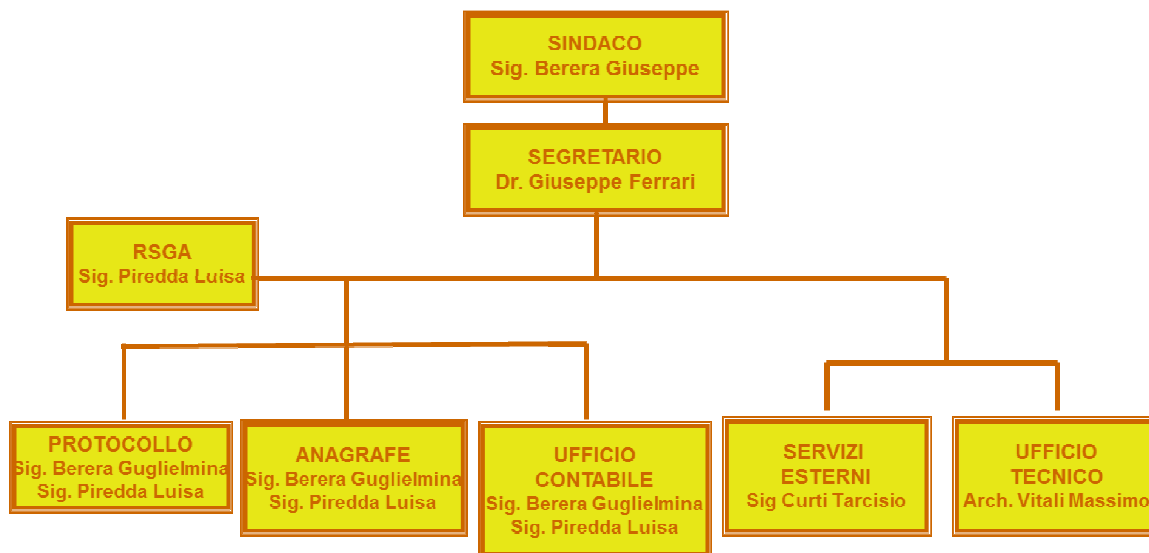 SINDACO
Sig. Berera Giuseppe
SEGRETARIO
Dr. Giuseppe Ferrari
RSGA
Sig. Piredda Luisa
PROTOCOLLO
Sig. Berera Guglielmina
Sig. Piredda Luisa
ANAGRAFE
Sig. Berera Guglielmina
Sig. Piredda Luisa
UFFICIO
CONTABILE
Sig. Berera Guglielmina
Sig. Piredda Luisa
SERVIZI
ESTERNI
Sig Curti Tarcisio
UFFICIO
TECNICO
Arch. Vitali Massimo